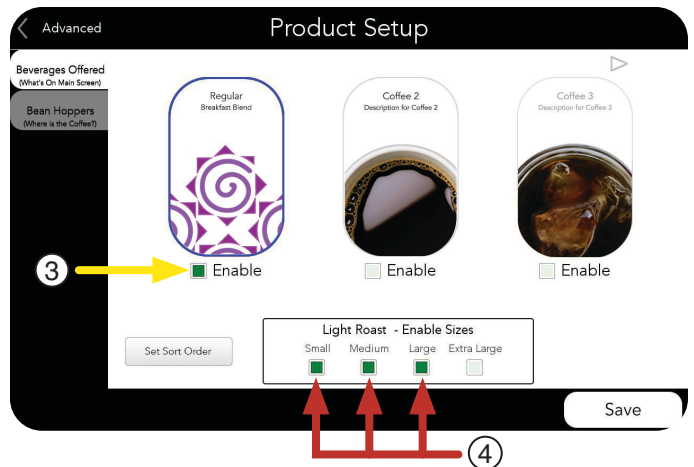 Advanced
Product Setup
Beverages Offered
(What's On Main Screen)
Bean Hoppers
(Where is the Coffee?)
Regular
Breakfast Blend
Coffee 2
Description for Coffee 2
Coffee 3
Description for Coffee 3
3
Enable
Enable
Enable
Set Sort Order
Light Roast - Enable Sizes
Small Medium Large Extra Large
Save
4